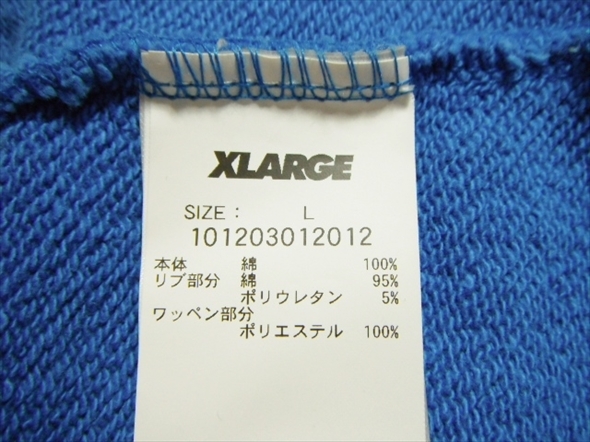 XLARGE
SIZE : L
101203012012
本体 綿 100%
リブ部分 綿 95%
ポリウレタン 5%
ワッペン部分
ポリエステル 100%